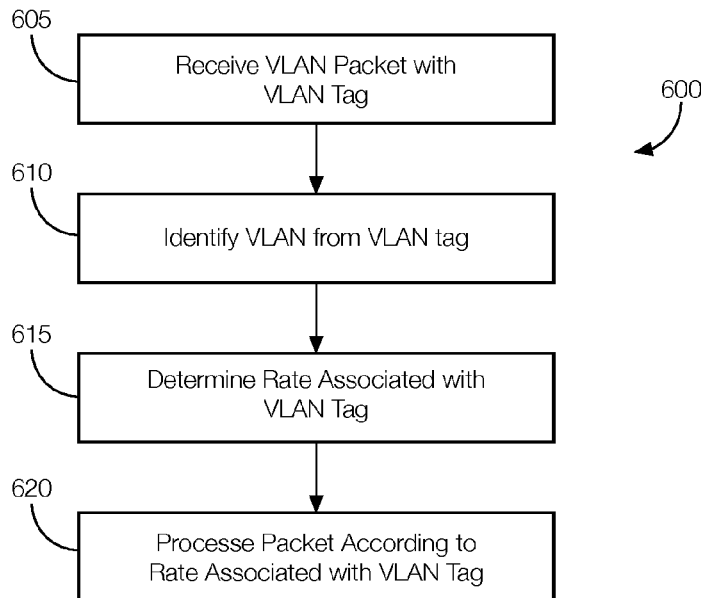 605
Receive VLAN Packet with
VLAN Tag
600
610
Identify VLAN from VLAN tag
615
Determine Rate Associated with
VLAN Tag
620
Processe Packet According to
Rate Associated with VLAN Tag